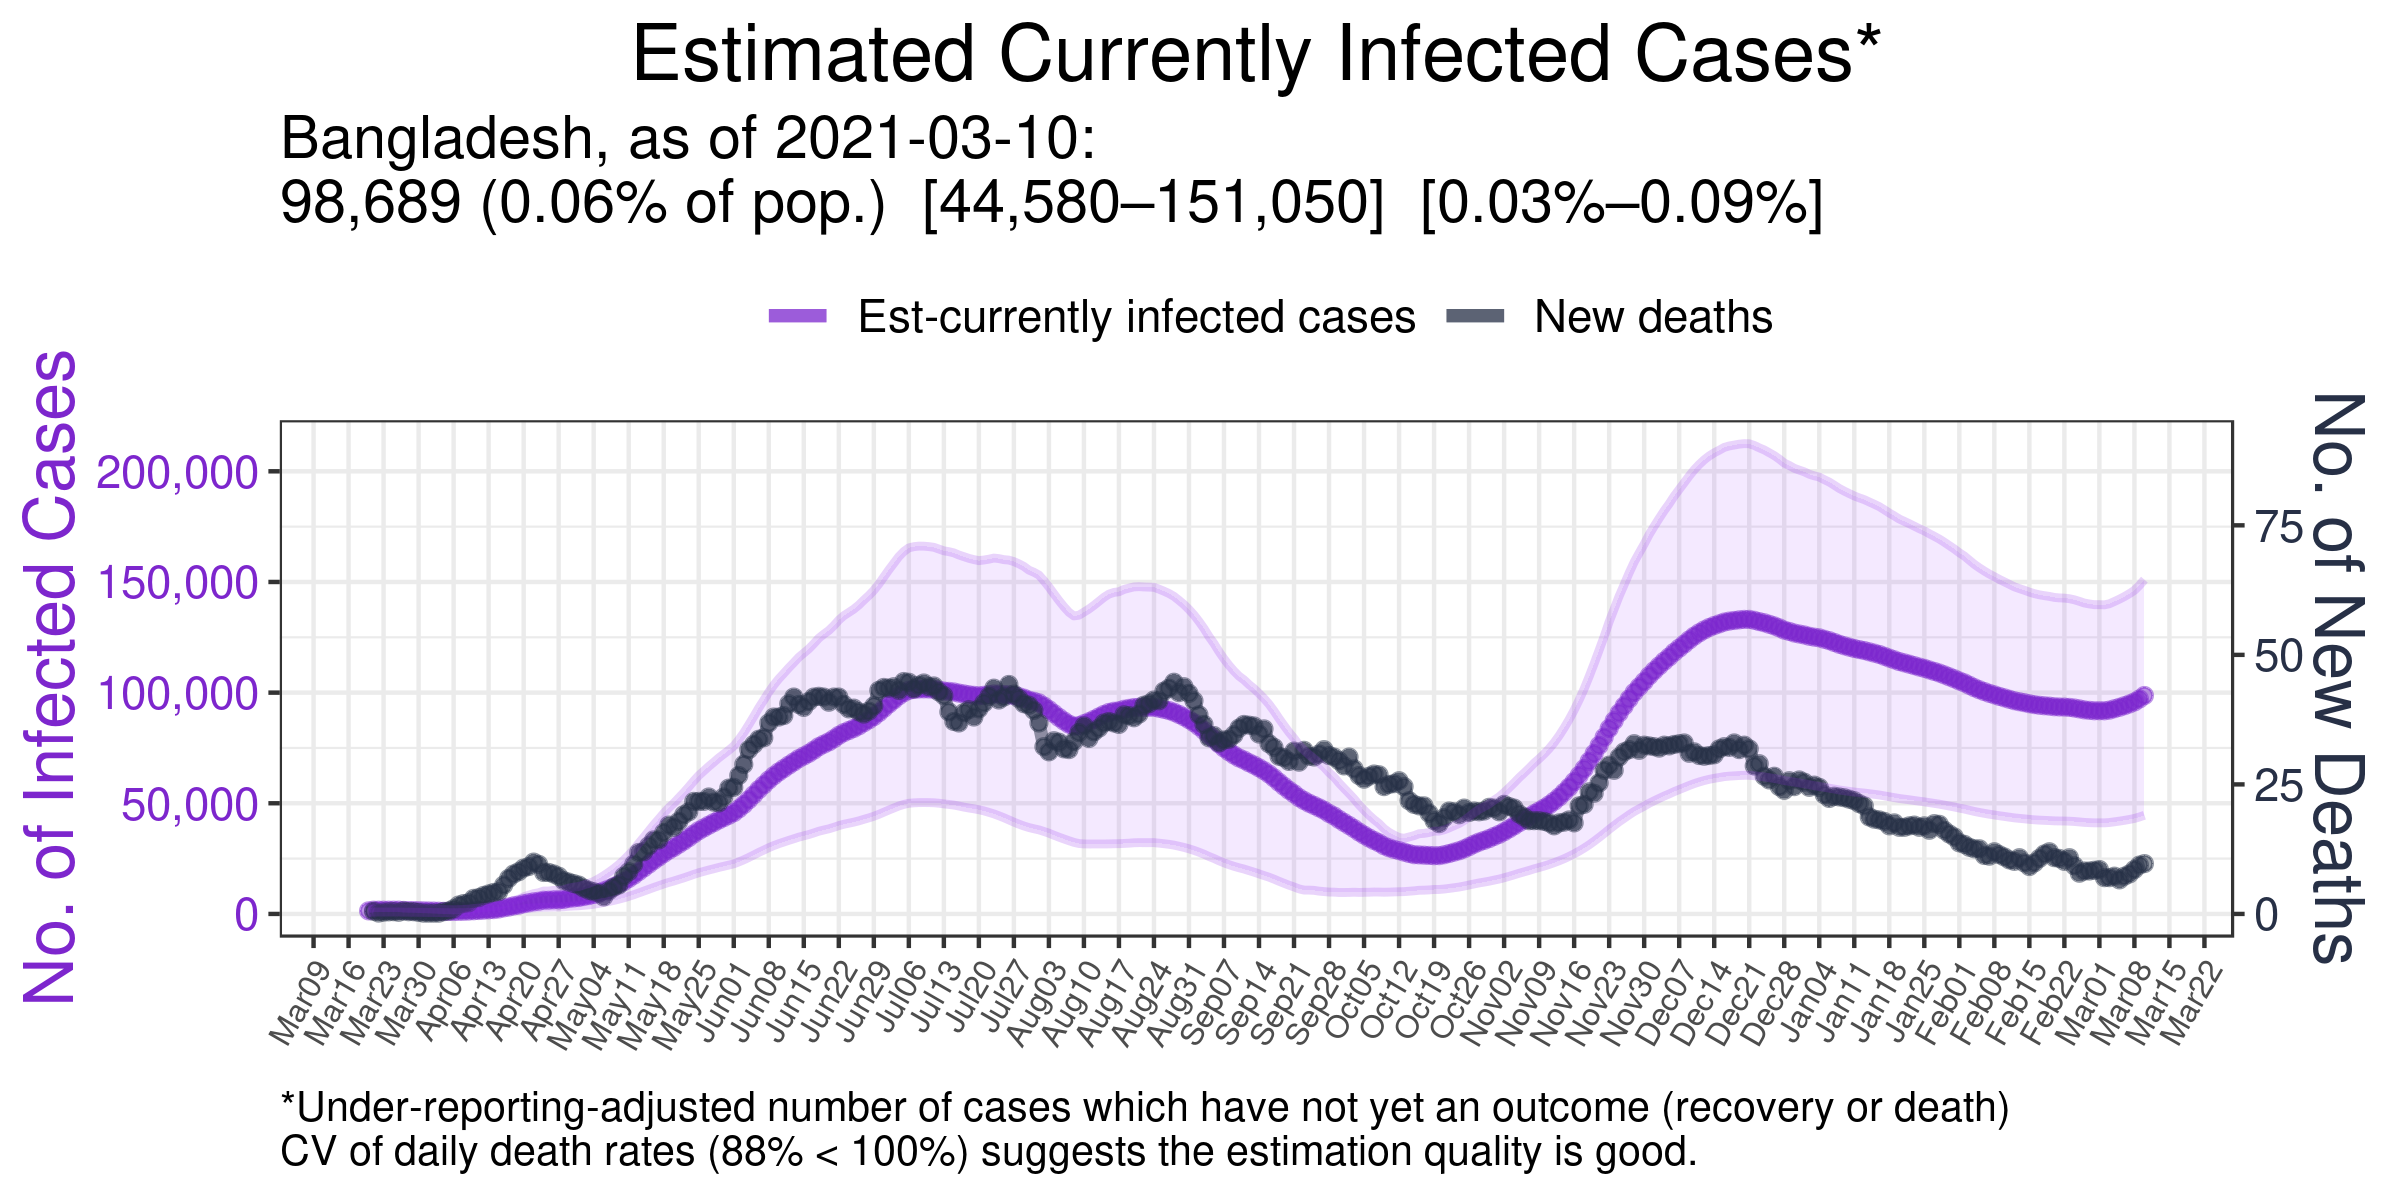 Estimated Currently Infected Cases*
Bangladesh, as of 2021-03-10:
98,689 (0.06% of pop.)  [44,580–151,050]  [0.03%–0.09%]
Est-currently infected cases
New deaths
No. of Infected Cases
200,000
150,000
100,000
50,000
0
No. of New Deaths
75
50
25
0
Mar09
Mar16
Mar23
Mar30
Apr06
Apr13
Apr20
Apr27
May04
May11
May18
May25
Jun01
Jun08
Jun15
Jun22
Jun29
Jul06
Jul13
Jul20
Jul27
Aug03
Aug10
Aug17
Aug24
Aug31
Sep07
Sep14
Sep21
Sep28
Oct05
Oct12
Oct19
Oct26
Nov02
Nov09
Nov16
Nov23
Nov30
Dec07
Dec14
Dec21
Dec28
Jan04
Jan11
Jan18
Jan25
Feb01
Feb08
Feb15
Feb22
Mar01
Mar08
Mar15
Mar22
*Under-reporting-adjusted number of cases which have not yet an outcome (recovery or death)
CV of daily death rates (88% < 100%) suggests the estimation quality is good.